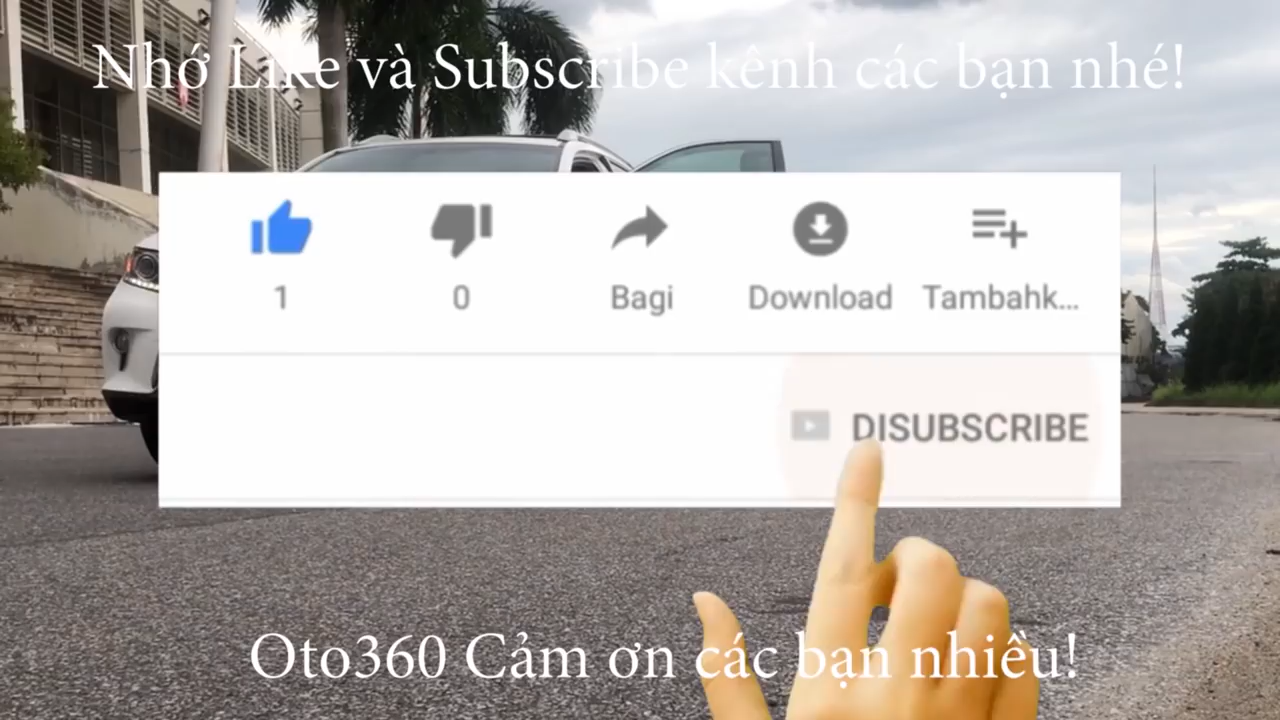 Nhớ Like và Subscribe kênh các bạn nhé!
1 0 Bagi Download Tambahk...
DISUBSCRIBE
Oto360 Cảm ơn các bạn nhiều!